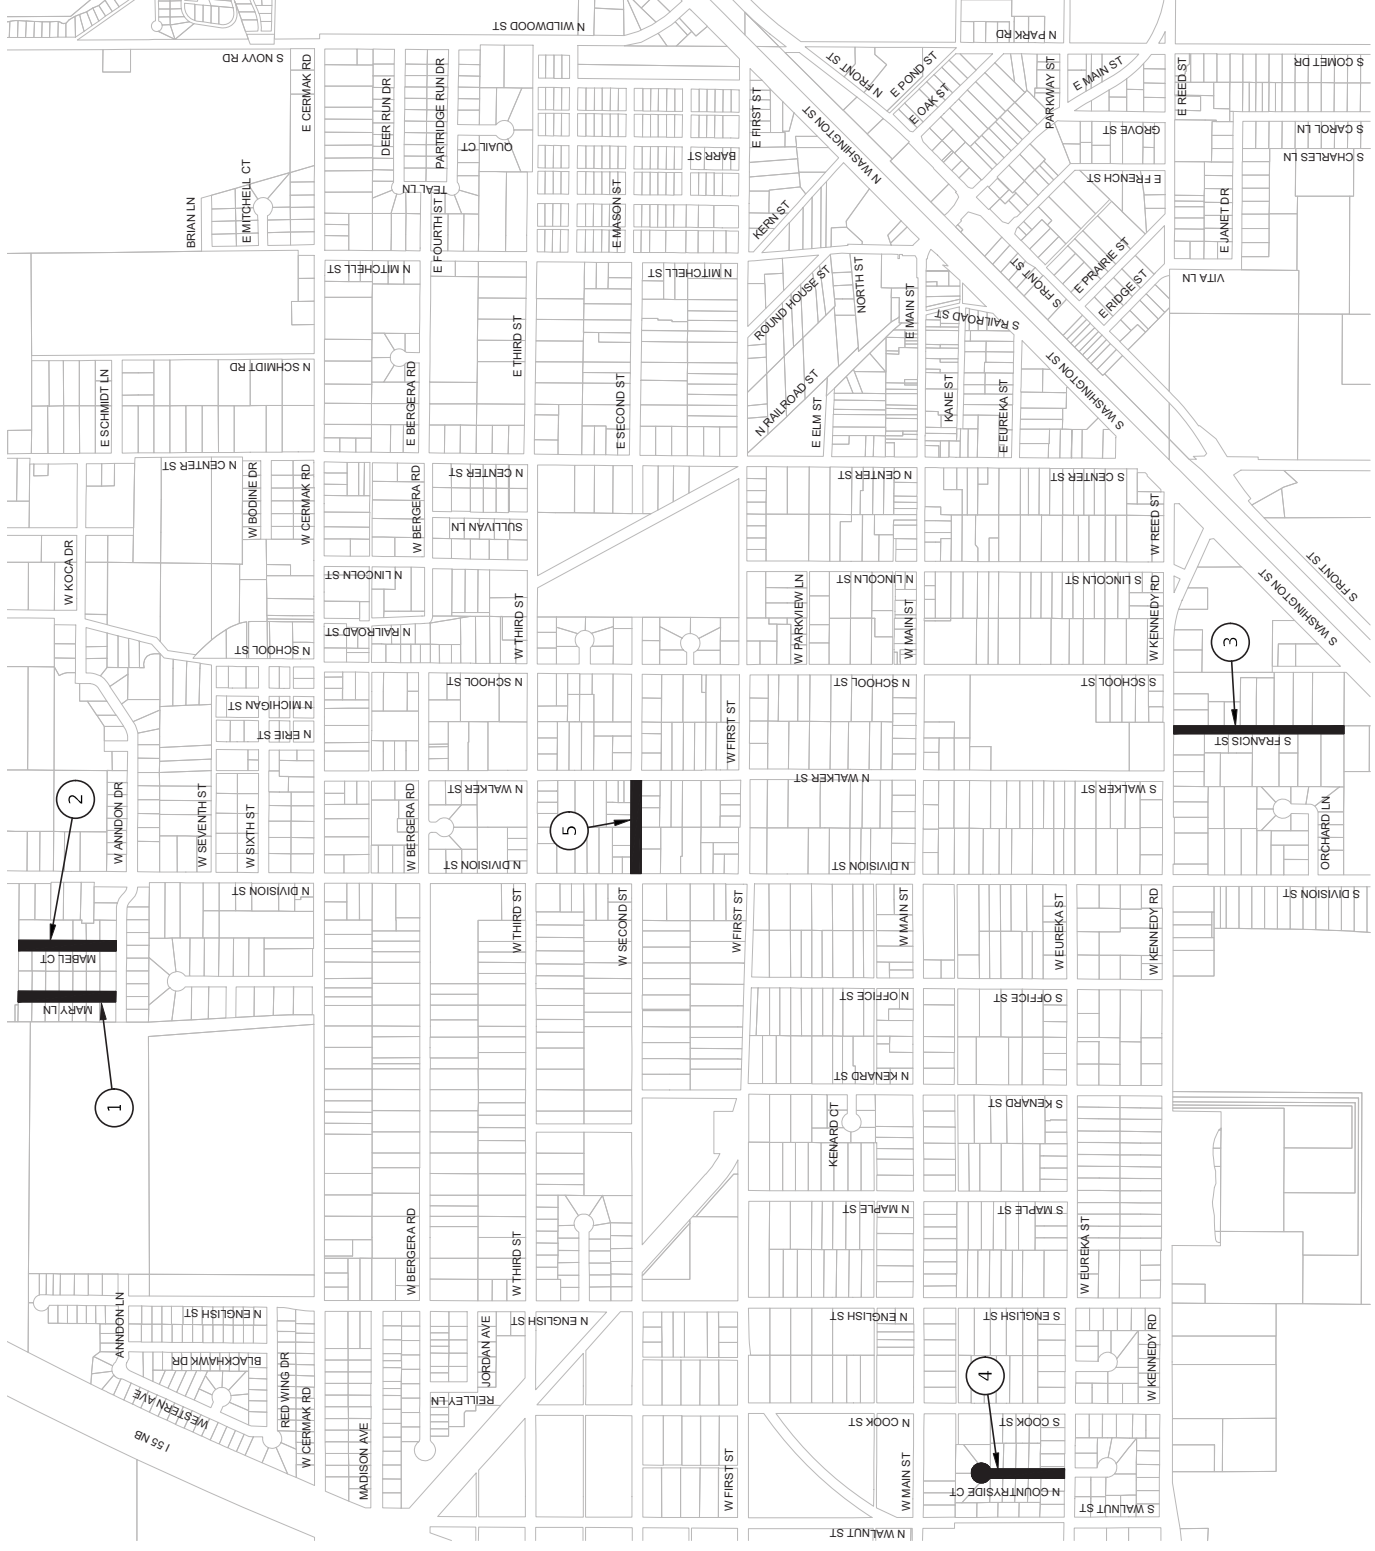 N WILDWOOD ST
N PARK RD
S NOVY RD
E CERMAK RD
DEER RUN DR
PARTRIDGE RUN DR
QUAIL CT
TEAL LN
E FIRST ST
N FRONT ST
E POND ST
E OAK ST
PARKWAY ST
E MAIN ST
E REED ST
S COMET DR
GROVE ST
S CAROL LN
S CHARLES LN
E FRENCH ST
N WASHINGTON ST
BARR ST
E MASON ST
BRIAN LN
E MITCHELL CT
E FOURTH ST
N MITCHELL ST
N MITCHELL ST
KERN ST
E JANET DR
VITA LN
E PRAIRIE ST
E RIDGE ST
S FRONT ST
ROUND HOUSE ST
NORTH ST
E MAIN ST
S RAILROAD ST
E THIRD ST
N SCHMIDT RD
E SCHMIDT LN
E BERGERA RD
E SECOND ST
N RAILROAD ST
E ELM ST
KANE ST
E EUREKA ST
S WASHINGTON ST
N CENTER ST
W BODINE DR
W CERMAK RD
W BERGERA RD
N CENTER ST
SULLIVAN LN
N CENTER ST
S CENTER ST
W REED ST
W KOCA DR
N LINCOLN ST
N LINCOLN ST
S LINCOLN ST
S FRONT ST
S WASHINGTON ST
N SCHOOL ST
N RAILROAD ST
W THIRD ST
W PARKVIEW LN
W MAIN ST
W KENNEDY RD
3
N SCHOOL ST
N SCHOOL ST
S SCHOOL ST
N MICHIGAN ST
N ERIE ST
W FIRST ST
S FRANCIS ST
2
W ANNDON DR
W SEVENTH ST
W SIXTH ST
W BERGERA RD
N WALKER ST
N WALKER ST
S WALKER ST
5
ORCHARD LN
N DIVISION ST
N DIVISION ST
N DIVISION ST
S DIVISION ST
W THIRD ST
W SECOND ST
W FIRST ST
W MAIN ST
W EUREKA ST
W KENNEDY RD
MABEL CT
MARY LN
N OFFICE ST
S OFFICE ST
1
N KENARD ST
S KENARD ST
KENARD CT
N MAPLE ST
S MAPLE ST
W BERGERA RD
W THIRD ST
W EUREKA ST
ANNDON LN
N ENGLISH ST
N ENGLISH ST
N ENGLISH ST
S ENGLISH ST
W KENNEDY RD
BLACKHAWK DR
RED WING DR
JORDAN AVE
REILLEY LN
4
WESTERN AVE
I 55 NB
W CERMAK RD
MADISON AVE
N COOK ST
S COOK ST
W FIRST ST
W MAIN ST
N COUNTRYSIDE CT
S WALNUT ST
N WALNUT ST